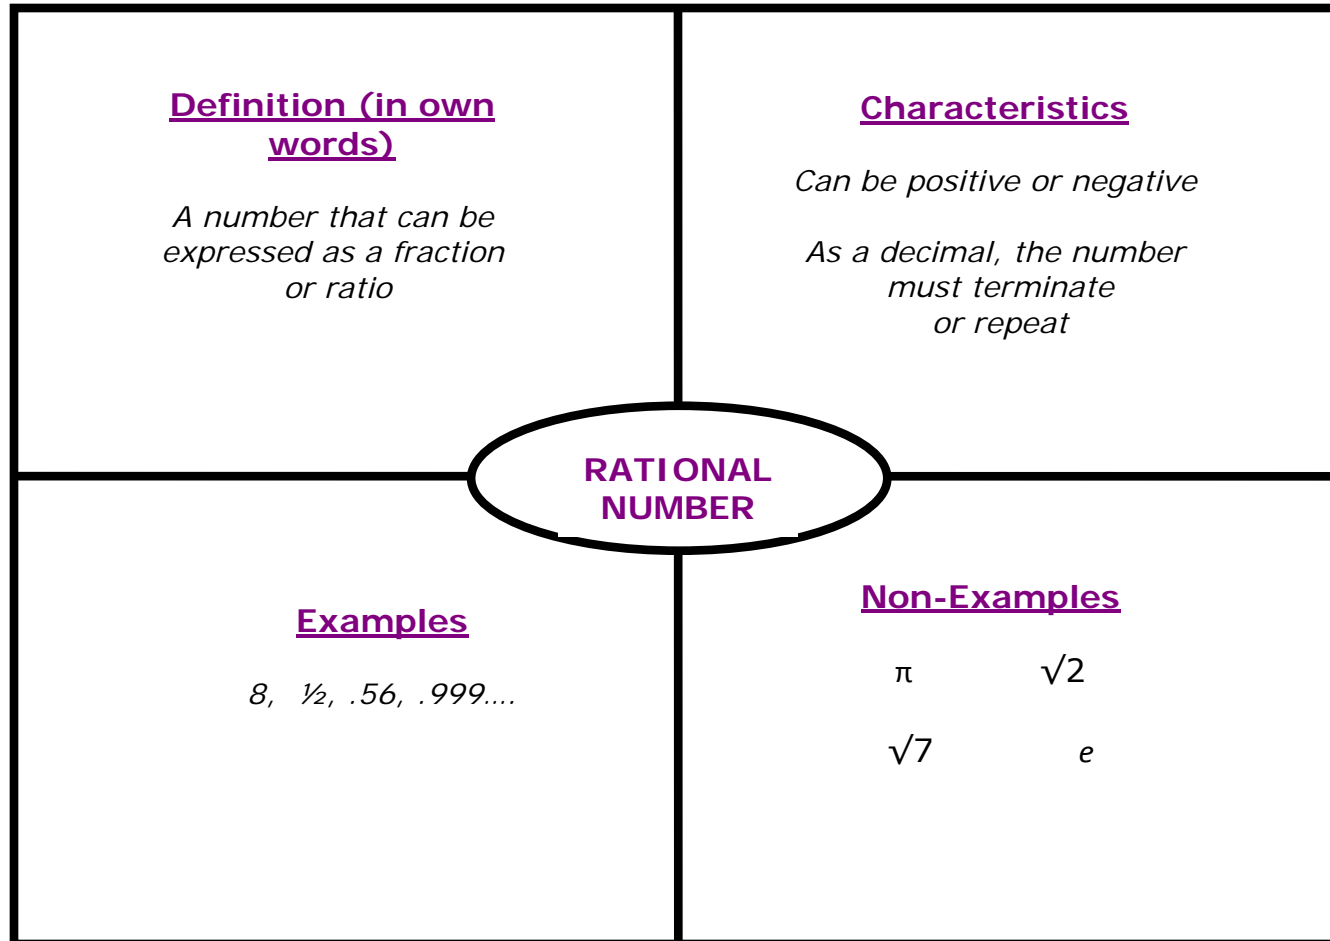 Definition (in own
words)
A number that can be
expressed as a fraction
or ratio
Characteristics
Can be positive or negative
As a decimal, the number
must terminate
or repeat
RATIONAL
NUMBER
Examples
8, ½, .56, .999....
Non-Examples
π √2
√7 e